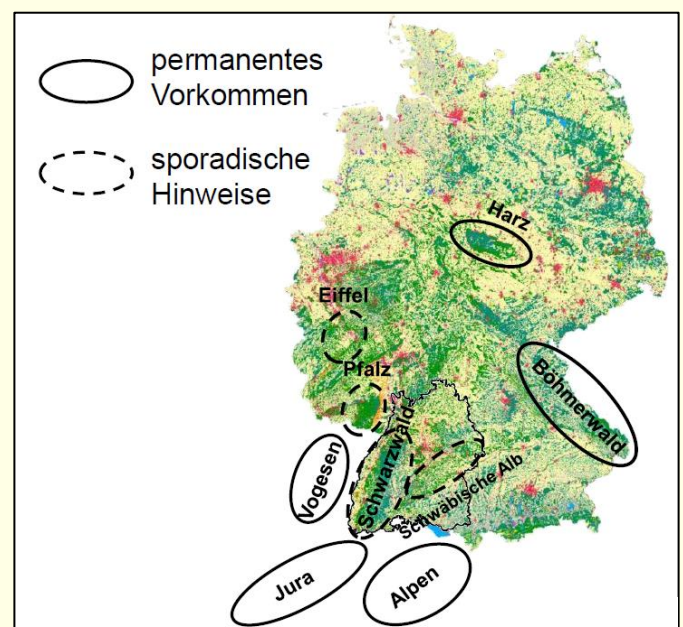 permanentes
Vorkommen
sporadische
Hinweise
Harz
Eiffel
Pfalz
Böhmerwald
Schwarzwald
Vogesen
Schwäbische Alb
Jura
Alpen